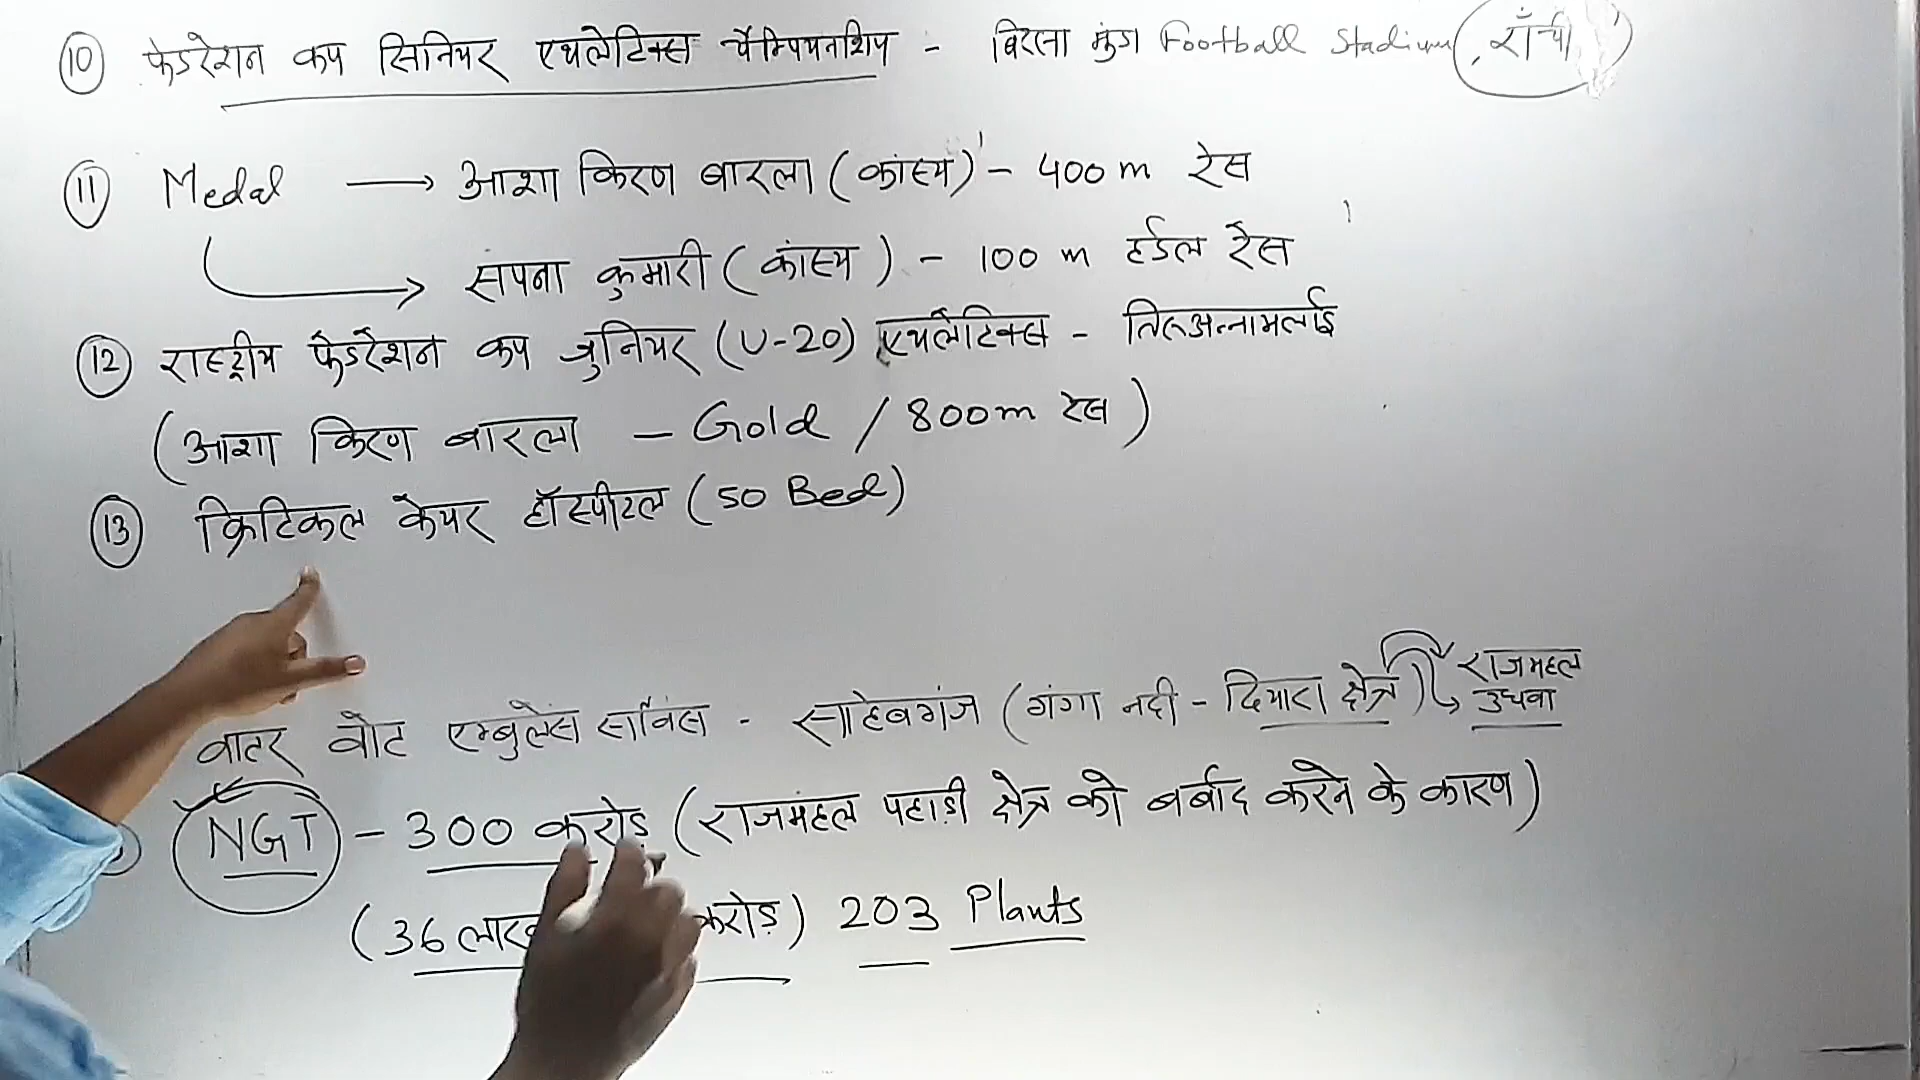 ⑩ फेडरेशन कप सिनियर एथलेटिक्स चैम्पियनशिप - बिरसा मुंडा Football Stadium (राँची)
⑪ Medal → आशा किरण बारला (कांस्य) - 400 m रेस
→ सपना कुमारी (कांस्य) - 100 m हर्डल रेस
⑫ राष्ट्रीय फेडरेशन कप जुनियर (U-20) एथलेटिक्स - तिरुअन्नामलाई
(आशा किरण बारला - Gold / 800m रेस)
⑬ क्रिटिकल केयर हॉस्पीटल (50 Bed)
वाटर वोट एम्बुलेंस सर्विस - साहेबगंज (गंगा नदी - दियारा क्षेत्र) राजमहल
उधवा
NGT - 300 करोड़ (राजमहल पहाड़ी क्षेत्र को बर्बाद करने के कारण)
(36 लाख करोड़) 203 Plants